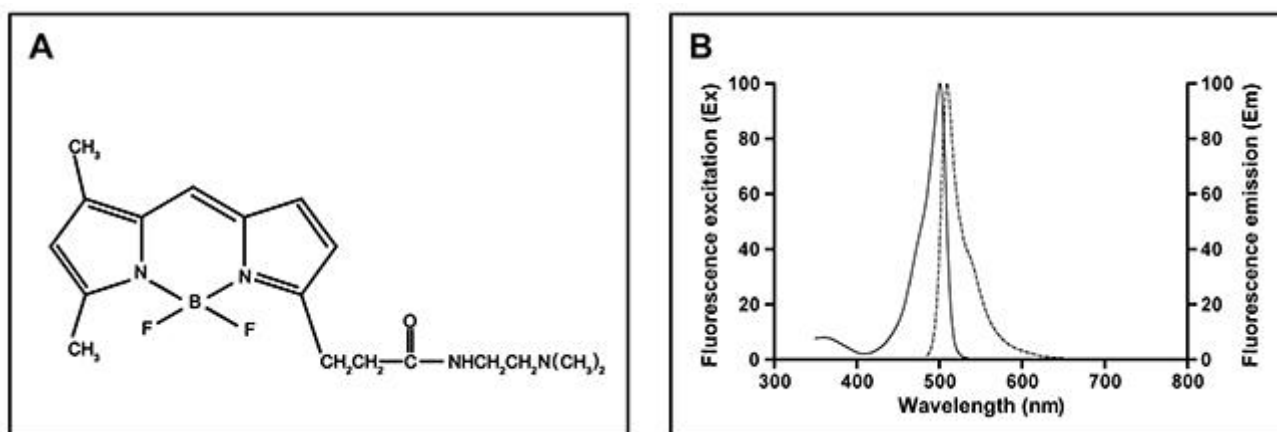 A
CH₃
N
N
B
F
F
CH₃
O
CH₂CH₂
C
NHCH₂CH₂N(CH₃)₂
B
Fluorescence excitation (Ex)
100
80
60
40
20
0
300
400
500
600
700
800
Wavelength (nm)
100
80
60
40
20
0
Fluorescence emission (Em)